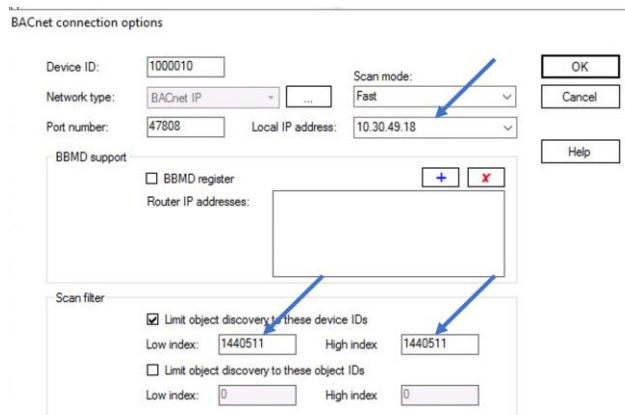 BACnet connection options
Device ID: 1000010
Scan mode:
OK
Network type: BACnet IP ... Fast Cancel
Port number: 47808 Local IP address: 10.30.49.18
Help
BBMD support
BBMD register + x
Router IP addresses:
Scan filter
Limit object discovery to these device IDs
Low index: 1440511 High index 1440511
Limit object discovery to these object IDs
Low index: 0 High index 0